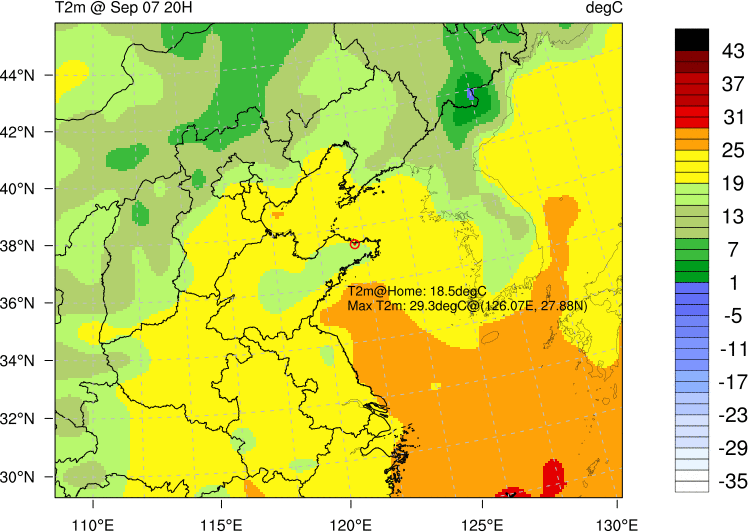 T2m @ Sep 07 20H
degC
44°N
42°N
40°N
38°N
36°N
34°N
32°N
30°N
110°E
115°E
120°E
125°E
130°E
T2m@Home: 18.5degC
Max T2m: 29.3degC@(126.07E, 27.88N)
43
37
31
25
19
13
7
1
-5
-11
-17
-23
-29
-35